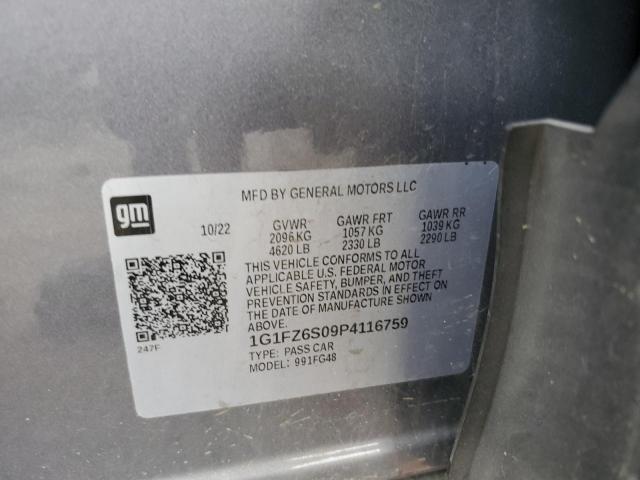 MFD BY GENERAL MOTORS LLC
gm
10/22 GVWR GAWR FRT GAWR RR
2096 KG 1057 KG 1039 KG
4620 LB 2330 LB 2290 LB
THIS VEHICLE CONFORMS TO ALL
APPLICABLE U.S. FEDERAL MOTOR
VEHICLE SAFETY, BUMPER, AND THEFT
PREVENTION STANDARDS IN EFFECT ON
THE DATE OF MANUFACTURE SHOWN
ABOVE.
1G1FZ6S09P4116759
TYPE: PASS CAR
MODEL: 991FG48
247F